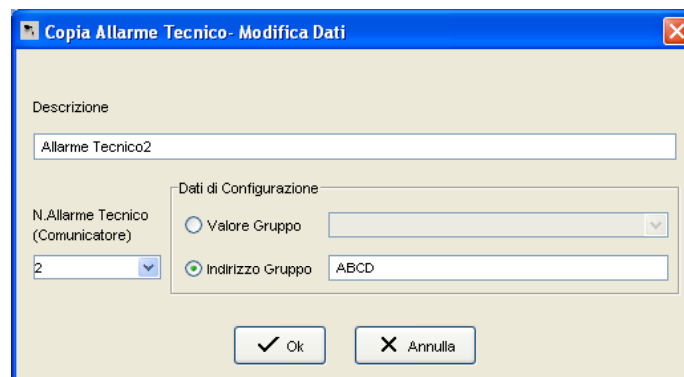 Copia Allarme Tecnico- Modifica Dati
Descrizione
Allarme Tecnico2
Dati di Configurazione
N.Allarme Tecnico
(Comunicatore)
2
Valore Gruppo
Indirizzo Gruppo ABCD
Ok Annulla